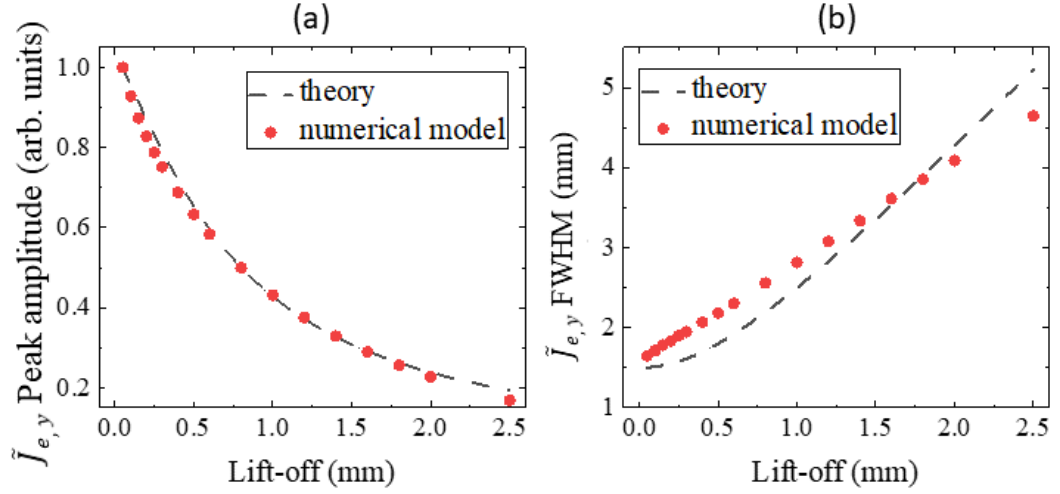 (a)
J̃e, y Peak amplitude (arb. units)
1.0
0.8
0.6
0.4
0.2
theory
numerical model
0.0
0.5
1.0
1.5
2.0
2.5
Lift-off (mm)
(b)
J̃e, y FWHM (mm)
5
4
3
2
1
theory
numerical model
0.0
0.5
1.0
1.5
2.0
2.5
Lift-off (mm)